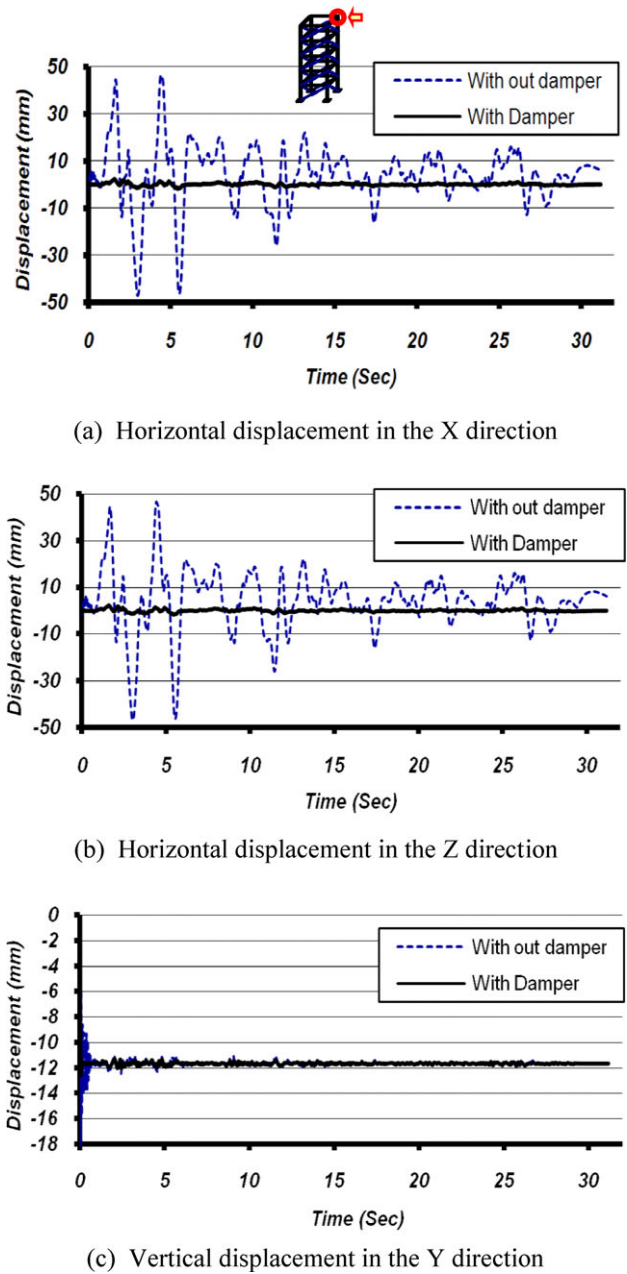 50
30
10
-10
-30
-50
Displacement (mm)
With out damper
With Damper
0 5 10 15 20 25 30
Time (Sec)
(a) Horizontal displacement in the X direction
50
30
10
-10
-30
-50
Displacement (mm)
With out damper
With Damper
0 5 10 15 20 25 30
Time (Sec)
(b) Horizontal displacement in the Z direction
0
-2
-4
-6
-8
-10
-12
-14
-16
-18
Displacement (mm)
With out damper
With Damper
0 5 10 15 20 25 30
Time (Sec)
(c) Vertical displacement in the Y direction